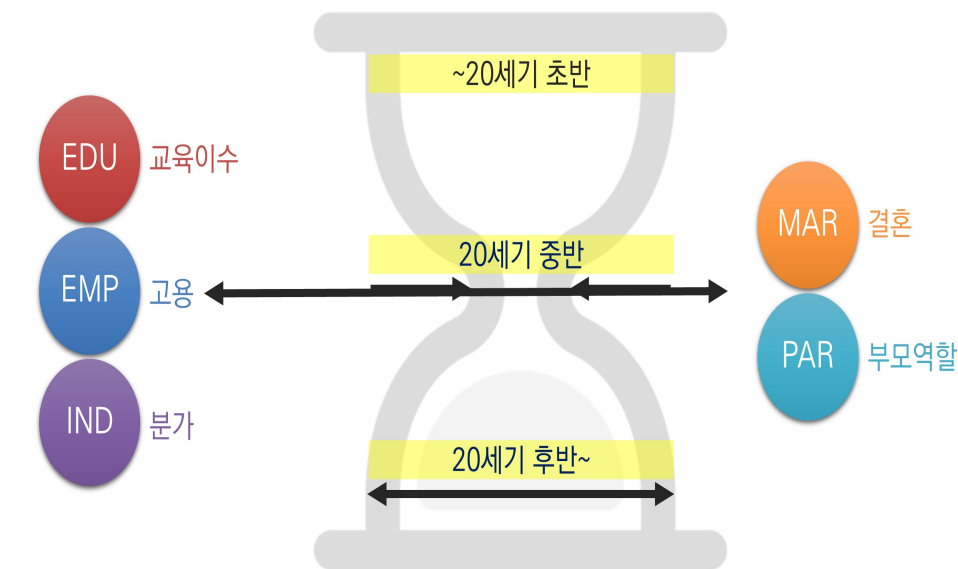 ~20세기 초반
EDU 교육이수
EMP 고용
IND 분가
20세기 중반
MAR 결혼
PAR 부모역할
20세기 후반~